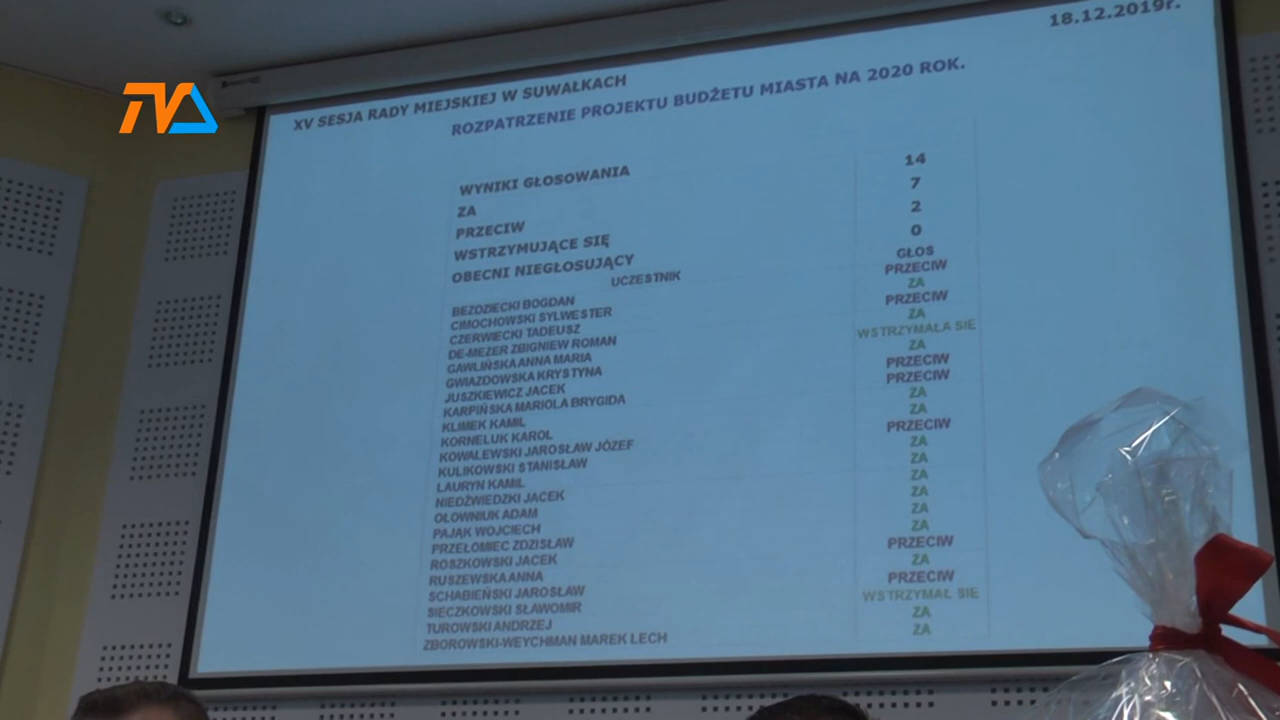 TVA
18.12.2019r.
XV SESJA RADY MIEJSKIEJ W SUWAŁKACH
ROZPATRZENIE PROJEKTU BUDŻETU MIASTA NA 2020 ROK.
WYNIKI GŁOSOWANIA
ZA 14
PRZECIW 7
WSTRZYMUJĄCE SIĘ 2
OBECNI NIEGŁOSUJĄCY 0
UCZESTNIK GŁOS
BEZDZIECKI BOGDAN PRZECIW
CIMOCHOWSKI SYLWESTER ZA
CZERWIECKI TADEUSZ PRZECIW
DE-MEZER ZBIGNIEW ROMAN ZA
GAWLIŃSKA ANNA MARIA WSTRZYMAŁA SIĘ
GWIAZDOWSKA KRYSTYNA ZA
JUSZKIEWICZ JACEK PRZECIW
KARPIŃSKA MARIOLA BRYGIDA PRZECIW
KLIMEK KAMIL ZA
KORNELUK KAROL ZA
KOWALEWSKI JAROSŁAW JÓZEF PRZECIW
KULIKOWSKI STANISŁAW ZA
LAURYN KAMIL ZA
NIEDŹWIEDZKI JACEK ZA
OŁOWNIUK ADAM ZA
PAJĄK WOJCIECH ZA
PRZEŁOMIEC ZDZISŁAW ZA
ROSZKOWSKI JACEK PRZECIW
RUSZEWSKA ANNA ZA
SCHABIEŃSKI JAROSŁAW PRZECIW
SIECZKOWSKI SŁAWOMIR WSTRZYMAŁ SIĘ
TUROWSKI ANDRZEJ ZA
ZBOROWSKI-WEYCHMAN MAREK LECH ZA